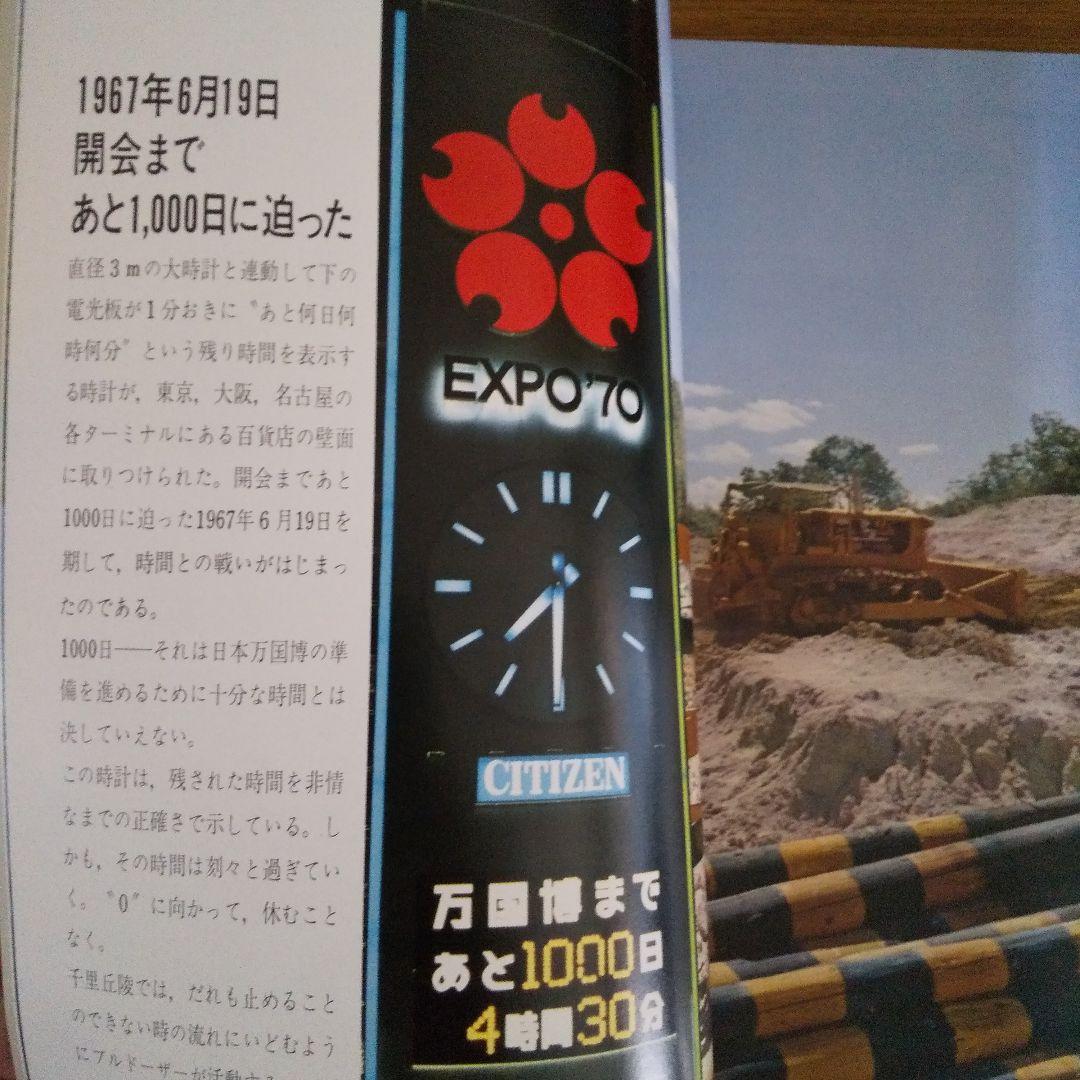 1967年6月19日
開会まで
あと1,000日に迫った
直径3mの大時計と連動して下の
電光板が1分おきに〝あと何日何
時何分〟という残り時間を表示す
る時計が，東京，大阪，名古屋の
各ターミナルにある百貨店の壁面
に取りつけられた。開会まであと
1000日に迫った1967年6月19日を
期して，時間との戦いがはじまっ
たのである。
1000日——それは日本万国博の準
備を進めるために十分な時間とは
決していえない。
この時計は，残された時間を非情
なまでの正確さで示している。し
かも，その時間は刻々と過ぎてい
く。〝0〟に向かって，休むこと
なく。
千里丘陵では，だれも止めること
のできない時の流れにいどむよう
にブルドーザーが活動する
EXPO'70
CITIZEN
万国博まで
あと1000日
4時間30分